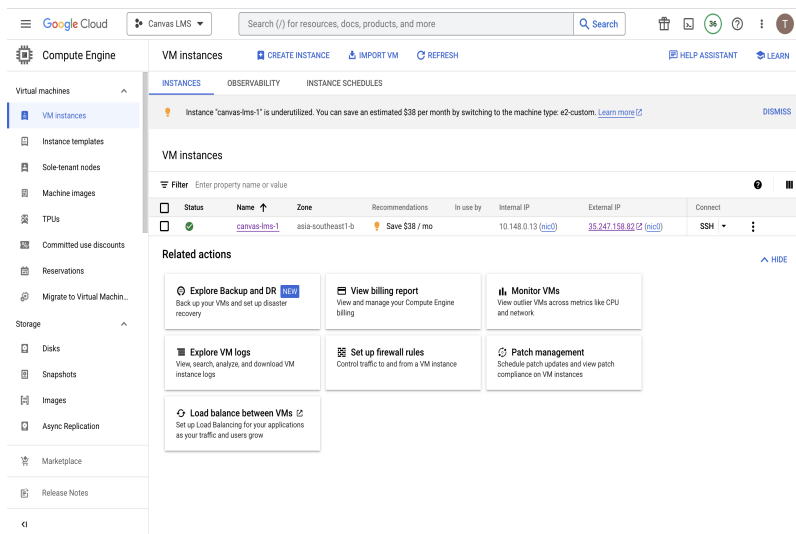 Google Cloud
Canvas LMS
Search (/) for resources, docs, products, and more
Search
36
T
Compute Engine
VM instances
CREATE INSTANCE
IMPORT VM
REFRESH
HELP ASSISTANT
LEARN
Virtual machines
VM instances
Instance templates
Sole-tenant nodes
Machine images
TPUs
Committed use discounts
Reservations
Migrate to Virtual Machin...
Storage
Disks
Snapshots
Images
Async Replication
Marketplace
Release Notes
INSTANCES
OBSERVABILITY
INSTANCE SCHEDULES
Instance "canvas-lms-1" is underutilized. You can save an estimated $38 per month by switching to the machine type: e2-custom. Learn more
DISMISS
VM instances
Filter Enter property name or value
Status Name Zone Recommendations In use by Internal IP External IP Connect
canvas-lms-1 asia-southeast1-b Save $38 / mo 10.148.0.13 (nic0) 35.247.158.82 (nic0) SSH
Related actions
HIDE
Explore Backup and DR NEW
Back up your VMs and set up disaster
recovery
View billing report
View and manage your Compute Engine
billing
Monitor VMs
View outlier VMs across metrics like CPU
and network
Explore VM logs
View, search, analyze, and download VM
instance logs
Set up firewall rules
Control traffic to and from a VM instance
Patch management
Schedule patch updates and view patch
compliance on VM instances
Load balance between VMs
Set up Load Balancing for your applications
as your traffic and users grow